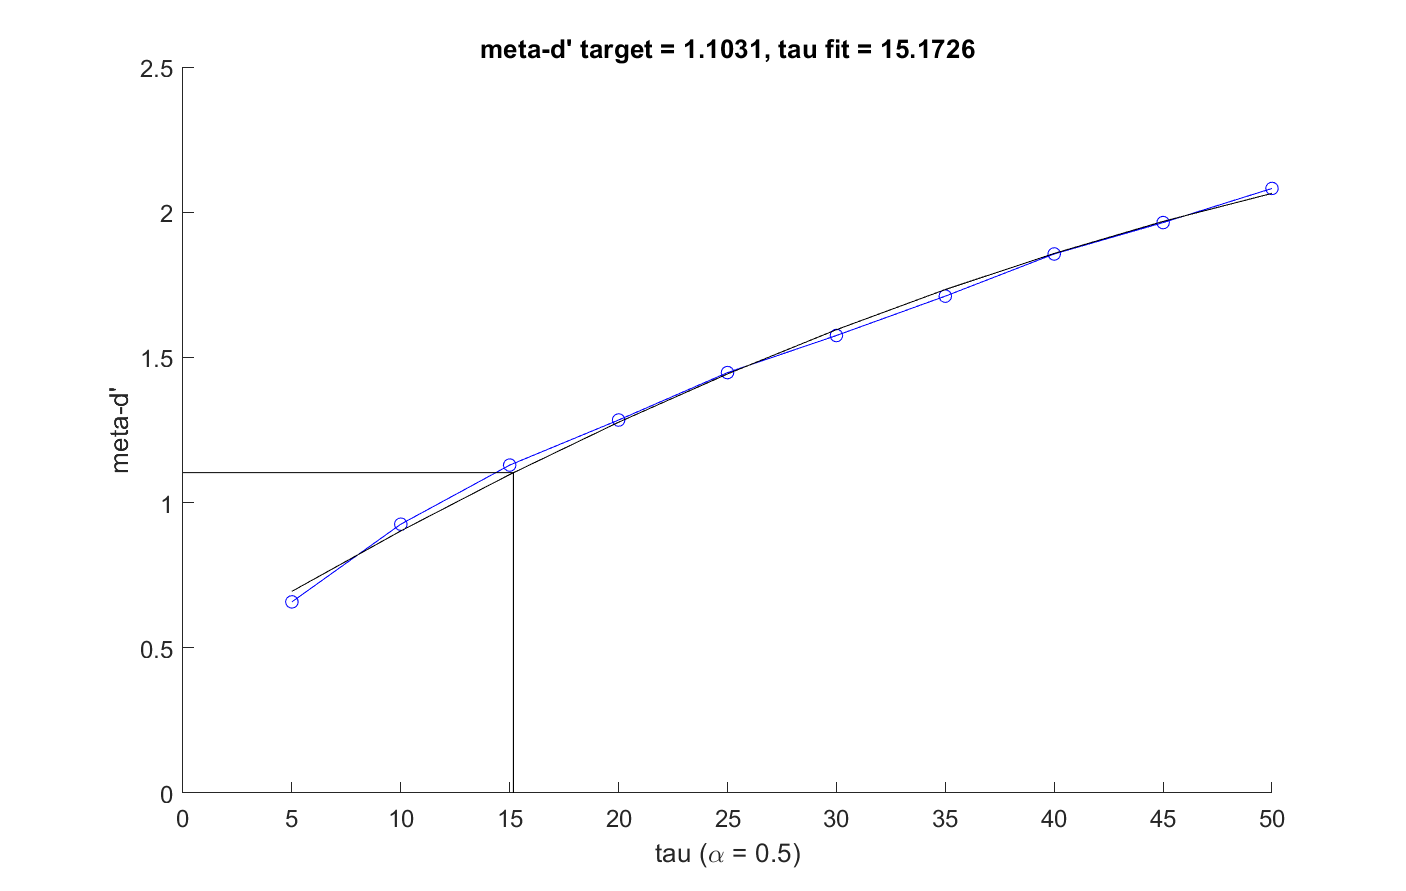 meta-d' target = 1.1031, tau fit = 15.1726
2.5
2
1.5
1
0.5
0
meta-d'
0 5 10 15 20 25 30 35 40 45 50
tau (α = 0.5)